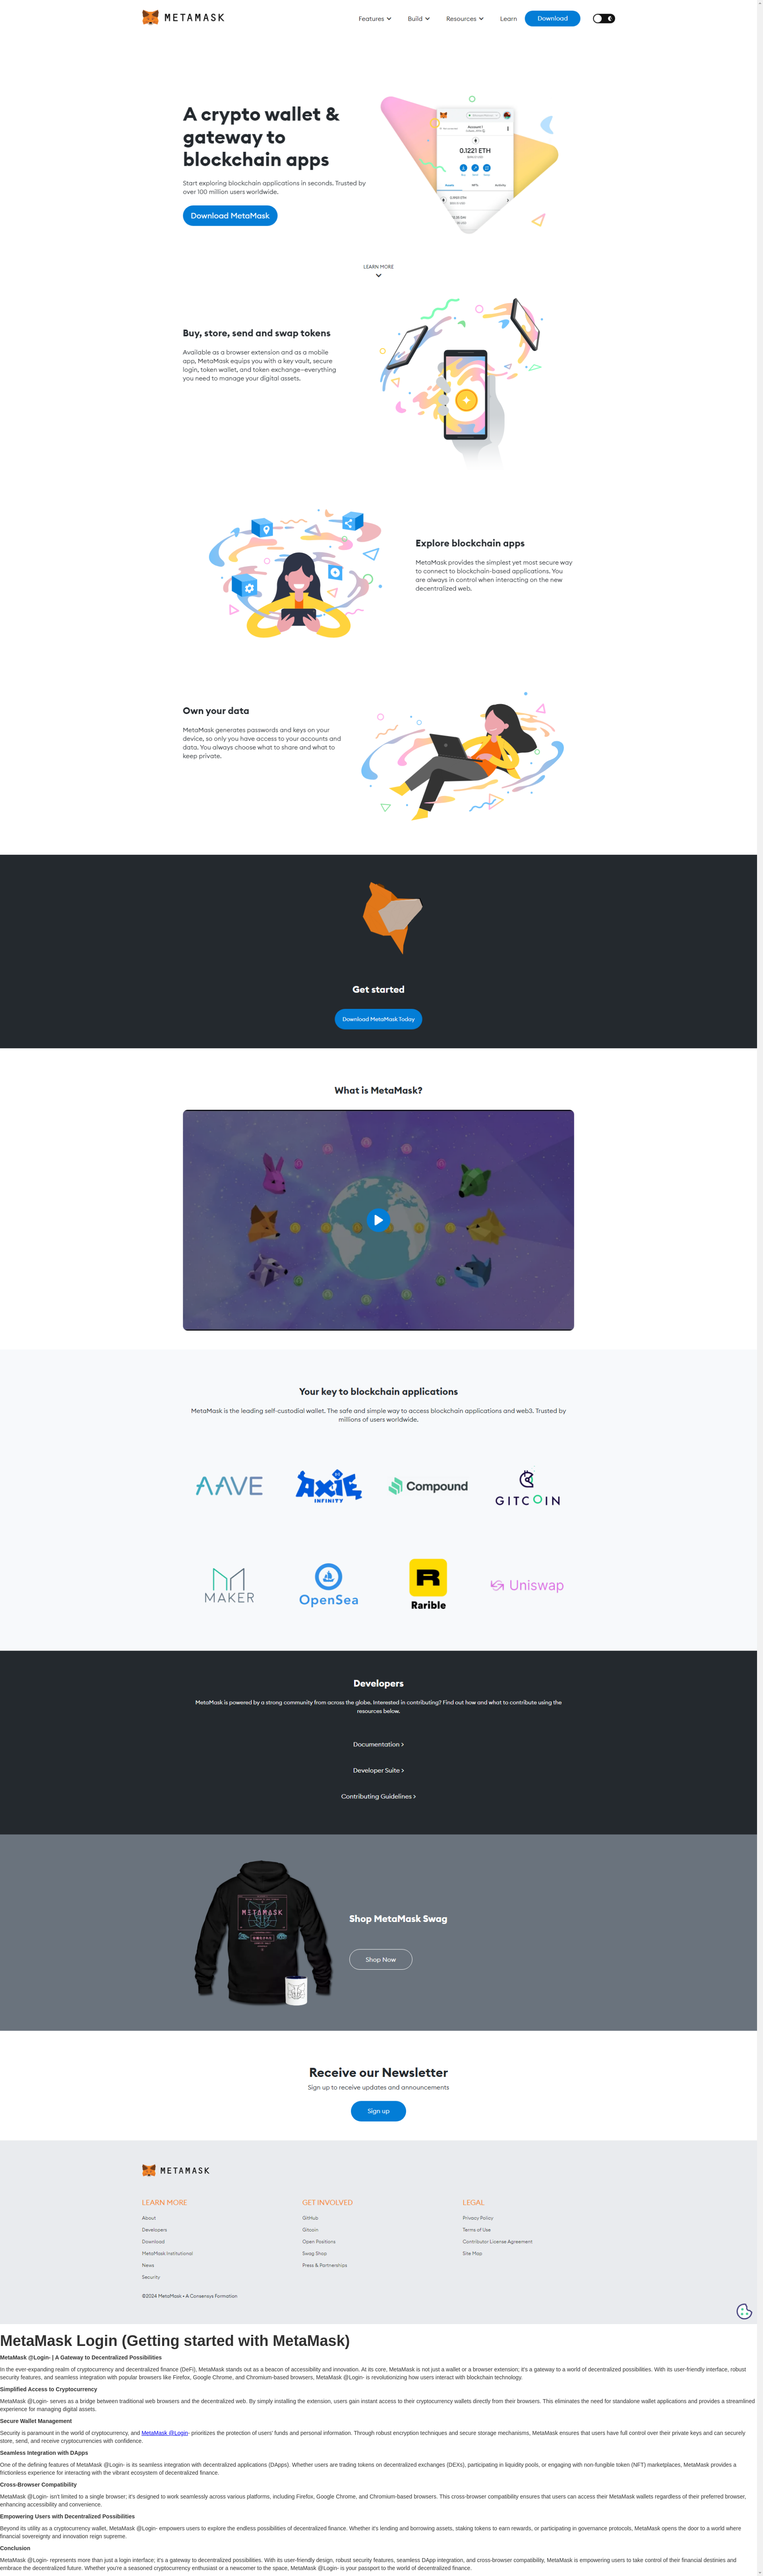 METAMASK
Features
Build
Resources
Learn
Download
A crypto wallet &
gateway to
blockchain apps
Start exploring blockchain applications in seconds. Trusted by
over 100 million users worldwide.
Download MetaMask
Account 1
0.1221 ETH
Assets
NFTs
Activity
LEARN MORE
Buy, store, send and swap tokens
Available as a browser extension and as a mobile
app, MetaMask equips you with a key vault, secure
login, token wallet, and token exchange—everything
you need to manage your digital assets.
Explore blockchain apps
MetaMask provides the simplest yet most secure way
to connect to blockchain-based applications. You
are always in control when interacting on the new
decentralized web.
Own your data
MetaMask generates passwords and keys on your
device, so only you have access to your accounts and
data. You always choose what to share and what to
keep private.
Get started
Download MetaMask Today
What is MetaMask?
Your key to blockchain applications
MetaMask is the leading self-custodial wallet. The safe and simple way to access blockchain applications and web3. Trusted by
millions of users worldwide.
AAVE
AXIE
INFINITY
Compound
GITCOIN
MAKER
OpenSea
R
Rarible
Uniswap
Developers
MetaMask is powered by a strong community from across the globe. Interested in contributing? Find out how and what to contribute using the
resources below.
Documentation >
Developer Suite >
Contributing Guidelines >
METAMASK
Shop MetaMask Swag
Shop Now
Receive our Newsletter
Sign up to receive updates and announcements
Sign up
METAMASK
LEARN MORE
About
Developers
Download
MetaMask Institutional
News
Security
GET INVOLVED
GitHub
Gitcoin
Open Positions
Swag Shop
Press & Partnerships
LEGAL
Privacy Policy
Terms of Use
Contributor License Agreement
Site Map
©2024 MetaMask • A Consensys Formation
MetaMask Login (Getting started with MetaMask)
MetaMask @Login- | A Gateway to Decentralized Possibilities
In the ever-expanding realm of cryptocurrency and decentralized finance (DeFi), MetaMask stands out as a beacon of accessibility and innovation. At its core, MetaMask is not just a wallet or a browser extension; it's a gateway to a world of decentralized possibilities. With its user-friendly interface, robust
security features, and seamless integration with popular browsers like Firefox, Google Chrome, and Chromium-based browsers, MetaMask @Login- is revolutionizing how users interact with blockchain technology.
Simplified Access to Cryptocurrency
MetaMask @Login- serves as a bridge between traditional web browsers and the decentralized web. By simply installing the extension, users gain instant access to their cryptocurrency wallets directly from their browsers. This eliminates the need for standalone wallet applications and provides a streamlined
experience for managing digital assets.
Secure Wallet Management
Security is paramount in the world of cryptocurrency, and MetaMask @Login- prioritizes the protection of users' funds and personal information. Through robust encryption techniques and secure storage mechanisms, MetaMask ensures that users have full control over their private keys and can securely
store, send, and receive cryptocurrencies with confidence.
Seamless Integration with DApps
One of the defining features of MetaMask @Login- is its seamless integration with decentralized applications (DApps). Whether users are trading tokens on decentralized exchanges (DEXs), participating in liquidity pools, or engaging with non-fungible token (NFT) marketplaces, MetaMask provides a
frictionless experience for interacting with the vibrant ecosystem of decentralized finance.
Cross-Browser Compatibility
MetaMask @Login- isn't limited to a single browser; it's designed to work seamlessly across various platforms, including Firefox, Google Chrome, and Chromium-based browsers. This cross-browser compatibility ensures that users can access their MetaMask wallets regardless of their preferred browser,
enhancing accessibility and convenience.
Empowering Users with Decentralized Possibilities
Beyond its utility as a cryptocurrency wallet, MetaMask @Login- empowers users to explore the endless possibilities of decentralized finance. Whether it's lending and borrowing assets, staking tokens to earn rewards, or participating in governance protocols, MetaMask opens the door to a world where
financial sovereignty and innovation reign supreme.
Conclusion
MetaMask @Login- represents more than just a login interface; it's a gateway to decentralized possibilities. With its user-friendly design, robust security features, seamless DApp integration, and cross-browser compatibility, MetaMask is empowering users to take control of their financial destinies and
embrace the decentralized future. Whether you're a seasoned cryptocurrency enthusiast or a newcomer to the space, MetaMask @Login- is your passport to the world of decentralized finance.